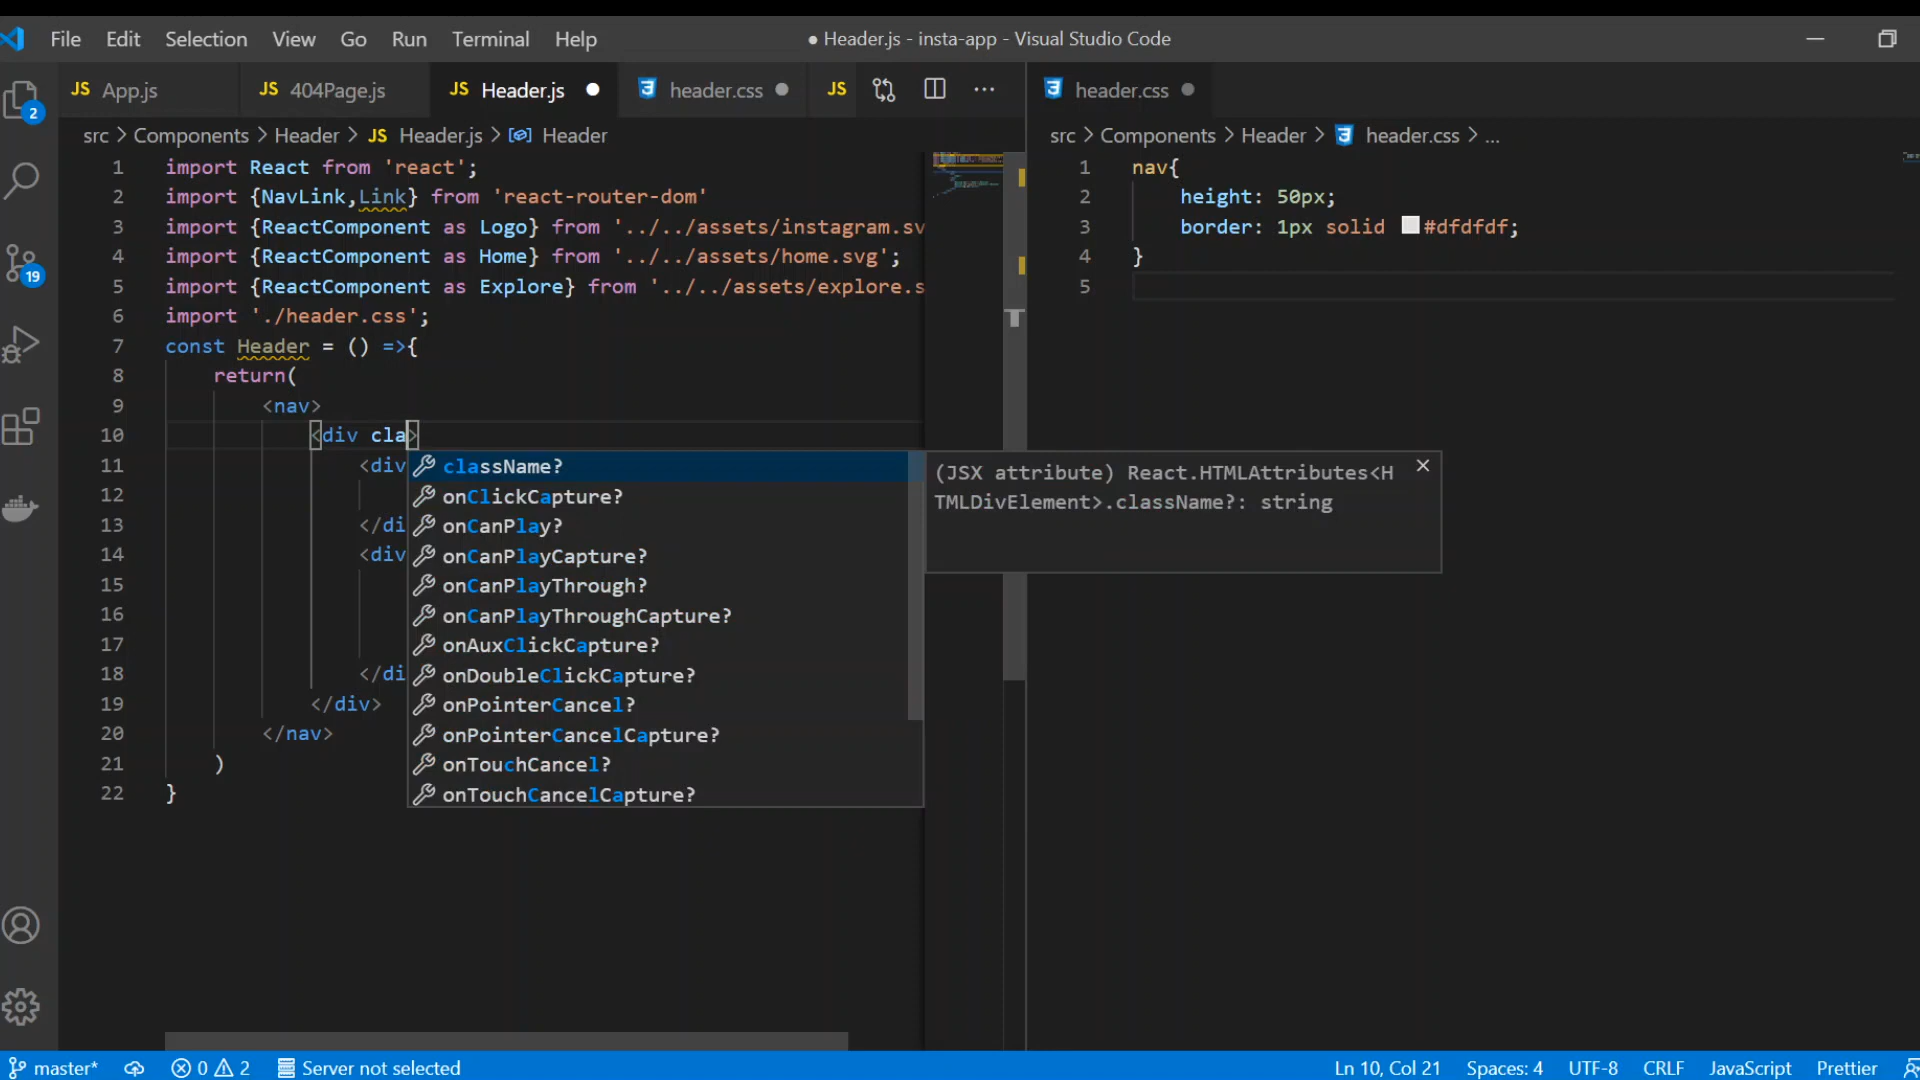 File Edit Selection View Go Run Terminal Help ● Header.js - insta-app - Visual Studio Code
JS App.js JS 404Page.js JS Header.js header.css JS ... header.css
src > Components > Header > JS Header.js > Header
src > Components > Header > header.css > ...
1 import React from 'react';
2 import {NavLink,Link} from 'react-router-dom'
3 import {ReactComponent as Logo} from '../../assets/instagram.sv
4 import {ReactComponent as Home} from '../../assets/home.svg';
5 import {ReactComponent as Explore} from '../../assets/explore.s
6 import './header.css';
7 const Header = () =>{
8 return(
9 <nav>
10 <div cla>
11 <div
12
13 </di
14 <div
15
16
17
18 </di
19 </div>
20 </nav>
21 )
22 }
className?
onClickCapture?
onCanPlay?
onCanPlayCapture?
onCanPlayThrough?
onCanPlayThroughCapture?
onAuxClickCapture?
onDoubleClickCapture?
onPointerCancel?
onPointerCancelCapture?
onTouchCancel?
onTouchCancelCapture?
(JSX attribute) React.HTMLAttributes<H
TMLDivElement>.className?: string
1 nav{
2 height: 50px;
3 border: 1px solid #dfdfdf;
4 }
5
2
19
master* 0 2 Server not selected Ln 10, Col 21 Spaces: 4 UTF-8 CRLF JavaScript Prettier